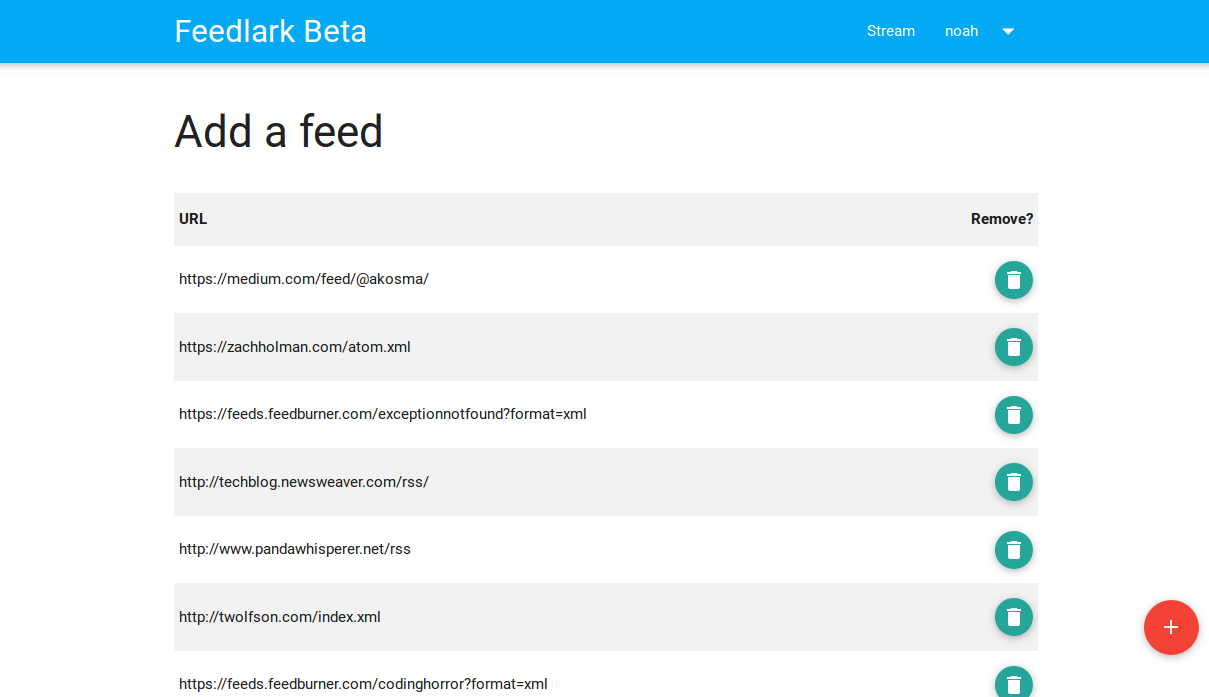 Feedlark Beta
Stream
noah
Add a feed
URL
Remove?
https://medium.com/feed/@akosma/
https://zachholman.com/atom.xml
https://feeds.feedburner.com/exceptionnotfound?format=xml
http://techblog.newsweaver.com/rss/
http://www.pandawhisperer.net/rss
http://twolfson.com/index.xml
https://feeds.feedburner.com/codinghorror?format=xml